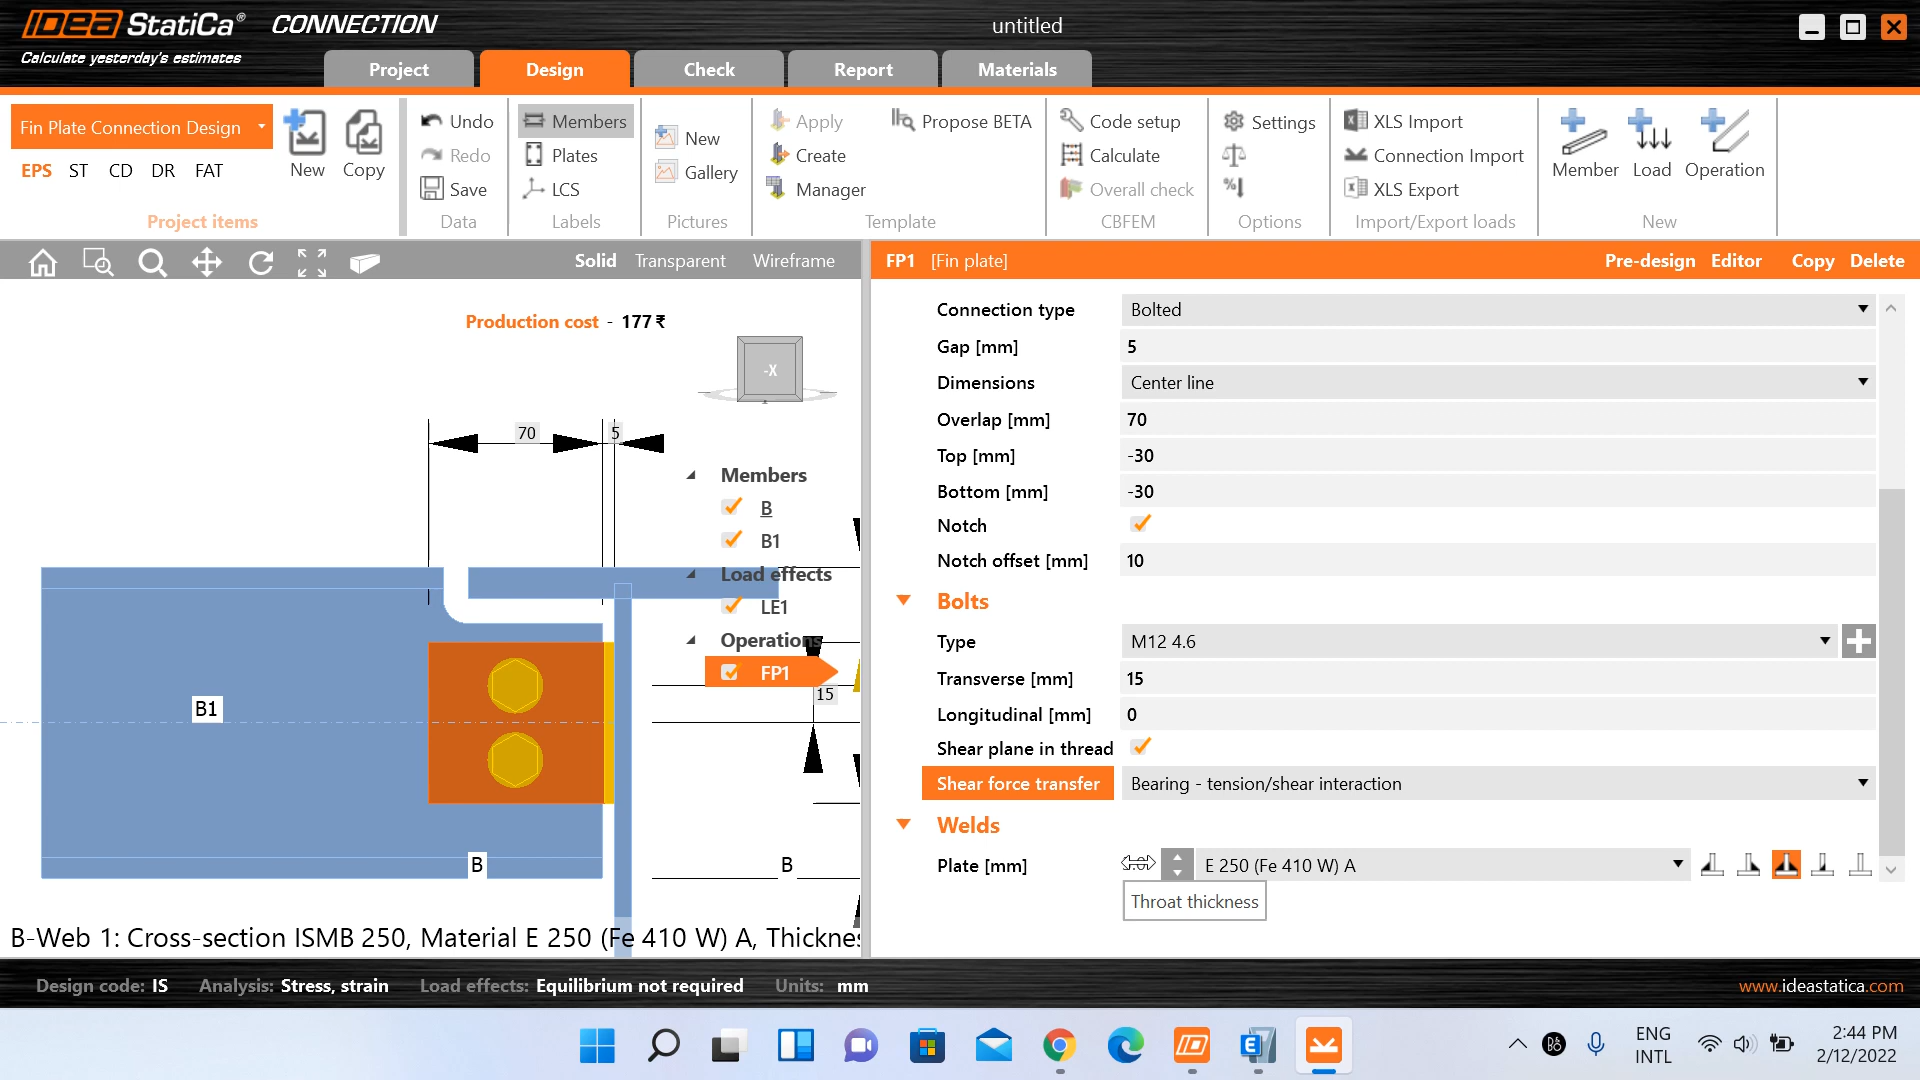 IDEA StatiCa® CONNECTION
Calculate yesterday's estimates
untitled
Project Design Check Report Materials
Fin Plate Connection Design
EPS ST CD DR FAT
New Copy
Project items
Undo
Redo
Save
Data
Members
Plates
LCS
Labels
New
Gallery
Pictures
Apply
Create
Manager
Propose BETA
Template
Code setup
Calculate
Overall check
CBFEM
Settings
Options
XLS Import
Connection Import
XLS Export
Import/Export loads
Member Load Operation
New
Solid Transparent Wireframe
Production cost - 177 ₹
-X
70 5
Members
B
B1
Load effects
LE1
Operations
FP1
15
B1
B
B
B-Web 1: Cross-section ISMB 250, Material E 250 (Fe 410 W) A,
FP1 [Fin plate]
Pre-design Editor Copy Delete
Connection type Bolted
Gap [mm] 5
Dimensions Center line
Overlap [mm] 70
Top [mm] -30
Bottom [mm] -30
Notch
Notch offset [mm] 10
Bolts
Type M12 4.6
Transverse [mm] 15
Longitudinal [mm] 0
Shear plane in thread
Shear force transfer Bearing - tension/shear interaction
Welds
Plate [mm] E 250 (Fe 410 W) A
Throat thickness
Design code: IS Analysis: Stress, strain Load effects: Equilibrium not required Units: mm
www.ideastatica.com
ENG
INTL
2:44 PM
2/12/2022